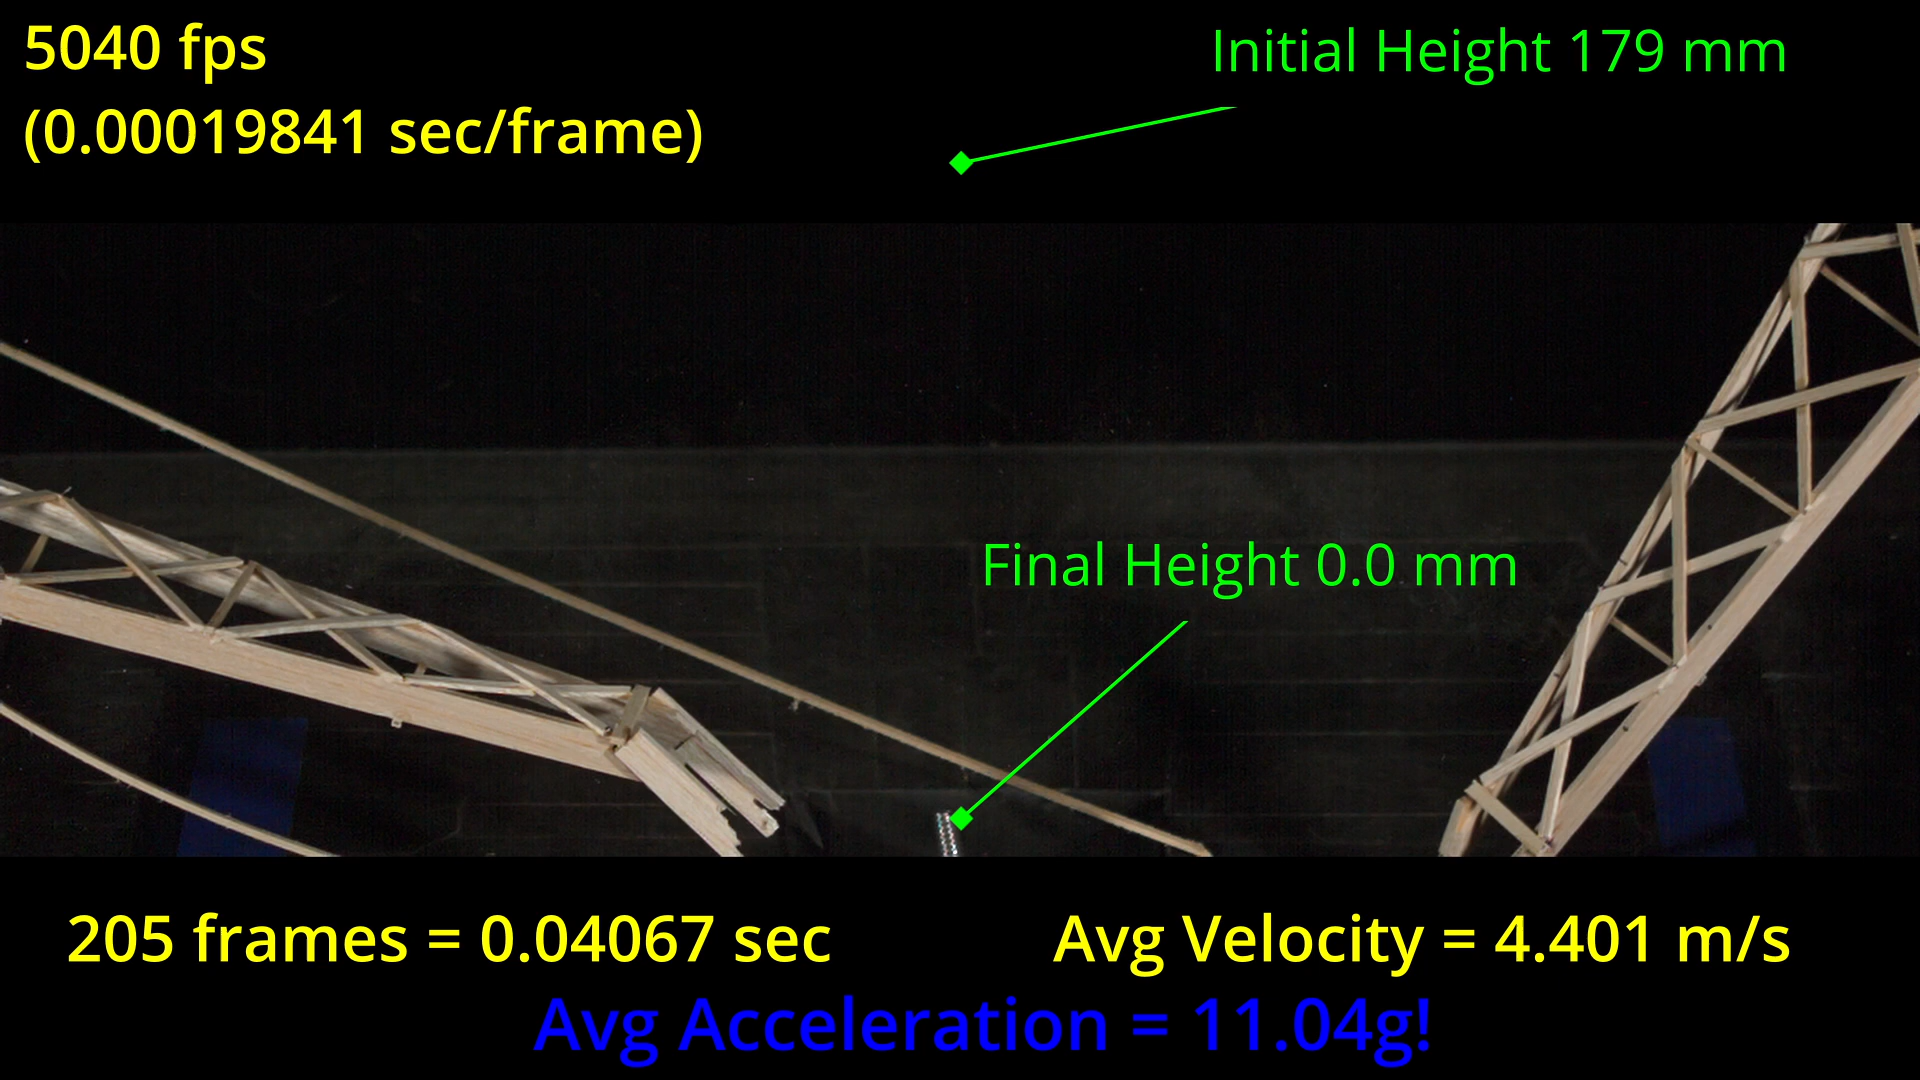 5040 fps
(0.00019841 sec/frame)
Initial Height 179 mm
Final Height 0.0 mm
205 frames = 0.04067 sec
Avg Velocity = 4.401 m/s
Avg Acceleration = 11.04g!